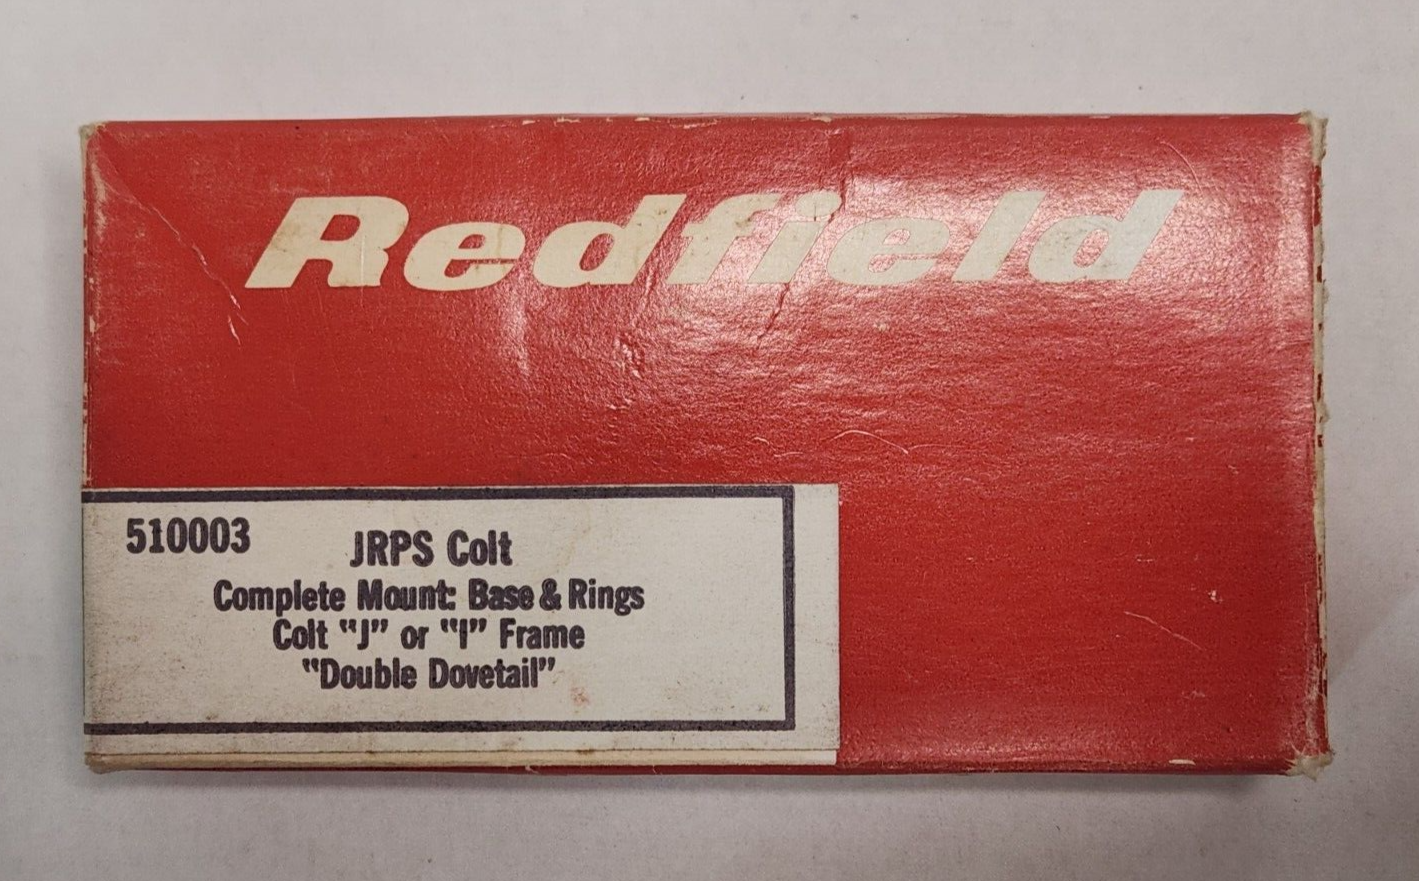 Redfield
510003
JRPS Colt
Complete Mount: Base & Rings
Colt "J" or "I" Frame
"Double Dovetail"